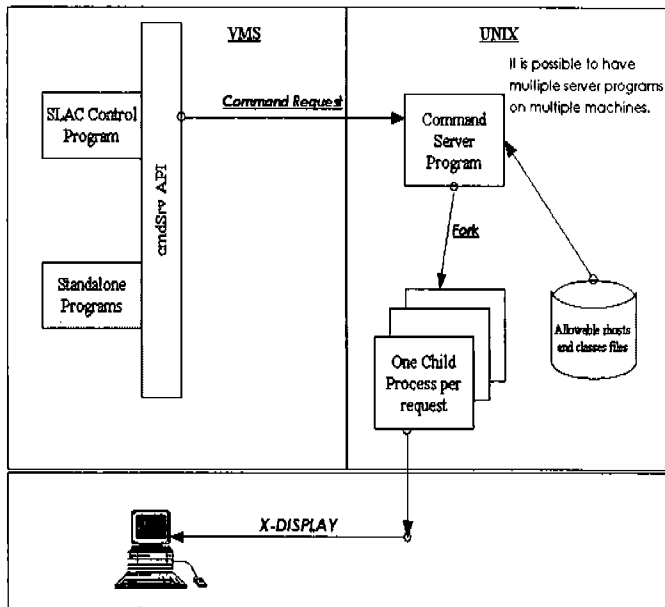 VMS
UNIX
It is possible to have
multiple server programs
on multiple machines.
SLAC Control
Program
Command Request
Command
Server
Program
cmdSrv API
Fork
Standalone
Programs
Allowable rhosts
and classes files
One Child
Process per
request
X-DISPLAY